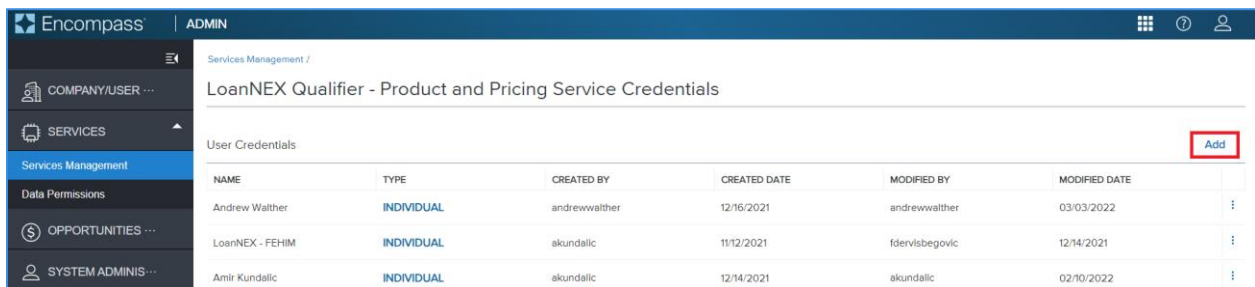 Encompass | ADMIN
Services Management /
COMPANY/USER ···
LoanNEX Qualifier - Product and Pricing Service Credentials
SERVICES
User Credentials Add
Services Management
NAME TYPE CREATED BY CREATED DATE MODIFIED BY MODIFIED DATE
Data Permissions
Andrew Walther INDIVIDUAL andrewwalther 12/16/2021 andrewwalther 03/03/2022
OPPORTUNITIES ···
LoanNEX - FEHIM INDIVIDUAL akundalic 11/12/2021 fdervisbegovic 12/14/2021
SYSTEM ADMINIS···
Amir Kundalic INDIVIDUAL akundalic 12/14/2021 akundalic 02/10/2022